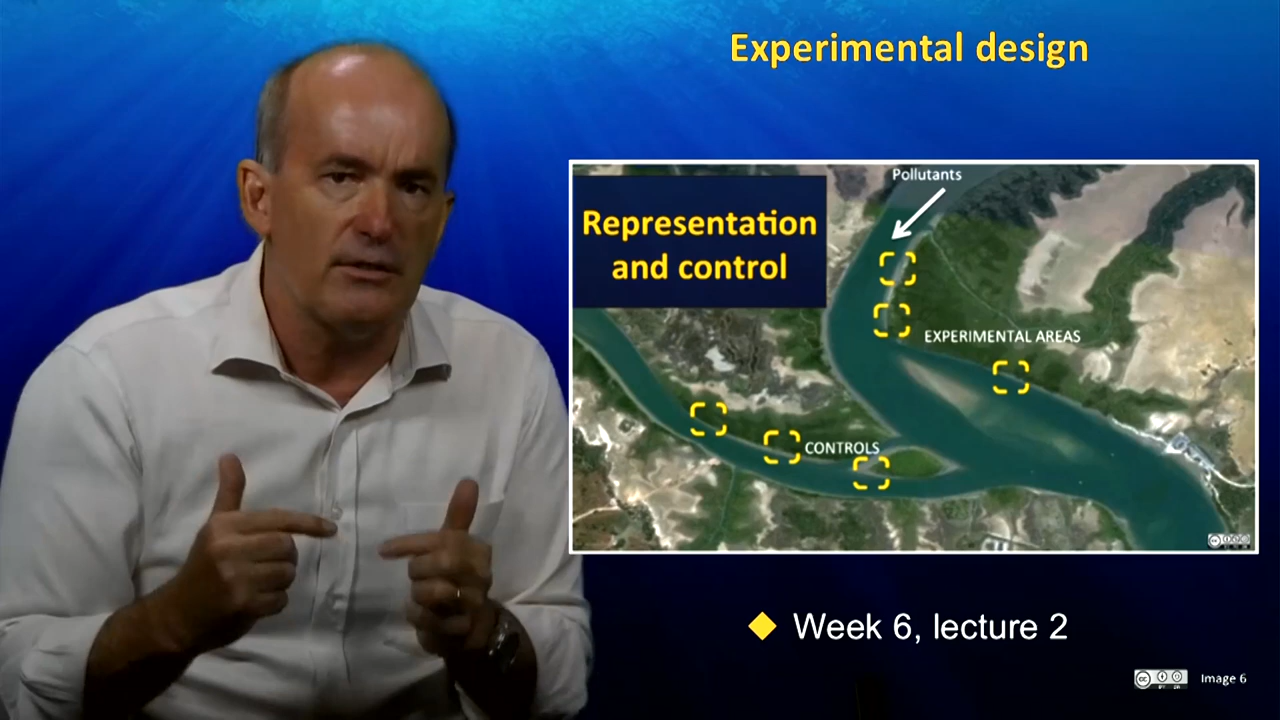 Experimental design
Pollutants
Representation
and control
EXPERIMENTAL AREAS
CONTROLS
Week 6, lecture 2
Image 6